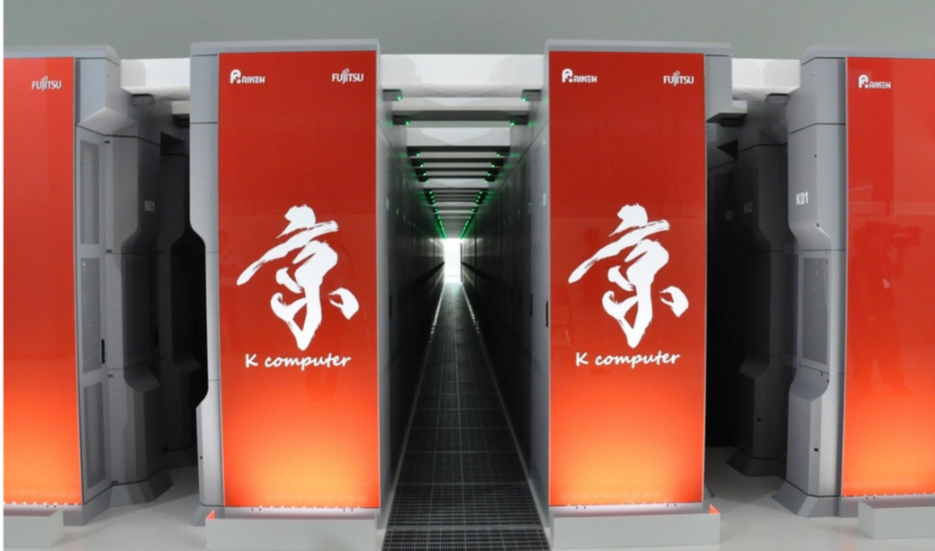 FUJITSU
RIKEN FUJITSU
京
K computer
RIKEN FUJITSU
京
K computer
RIKEN
K01